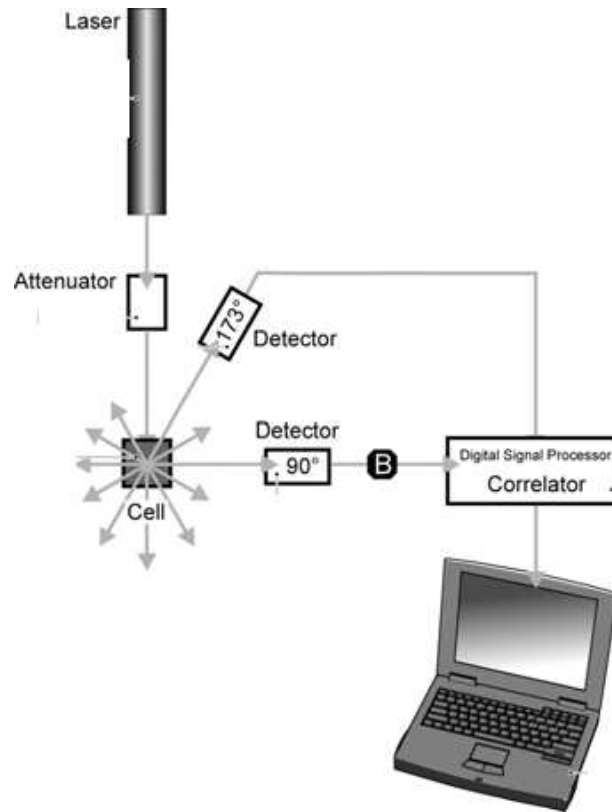 Laser
Attenuator
.173°
Detector
Detector
90°
B
Digital Signal Processor
Correlator
Cell